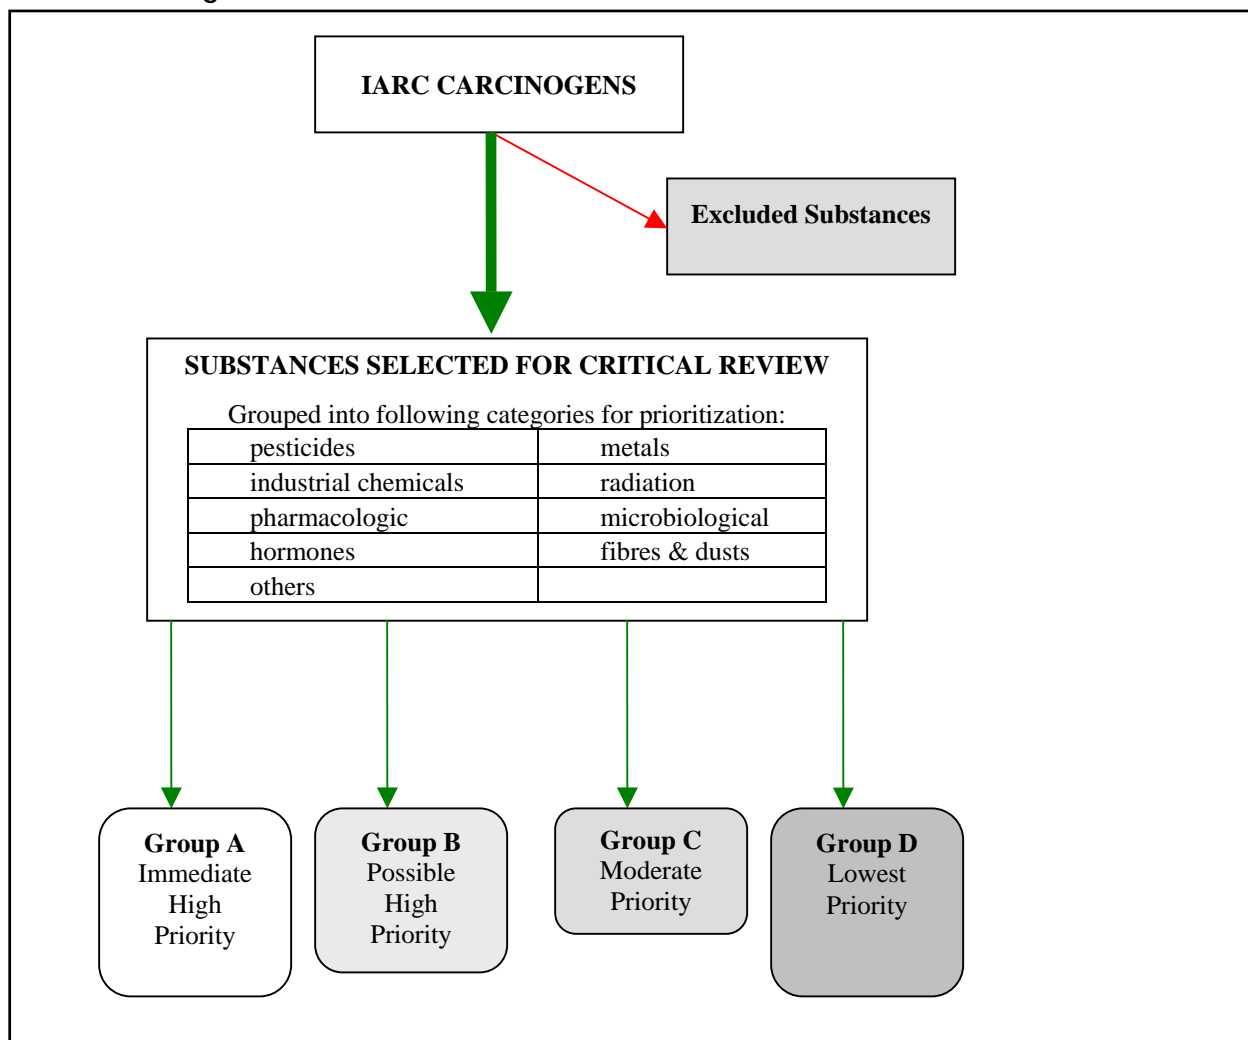 IARC CARCINOGENS
Excluded Substances
SUBSTANCES SELECTED FOR CRITICAL REVIEW
Grouped into following categories for prioritization:
pesticides metals
industrial chemicals radiation
pharmacologic microbiological
hormones fibres & dusts
others
Group A
Immediate
High
Priority
Group B
Possible
High
Priority
Group C
Moderate
Priority
Group D
Lowest
Priority